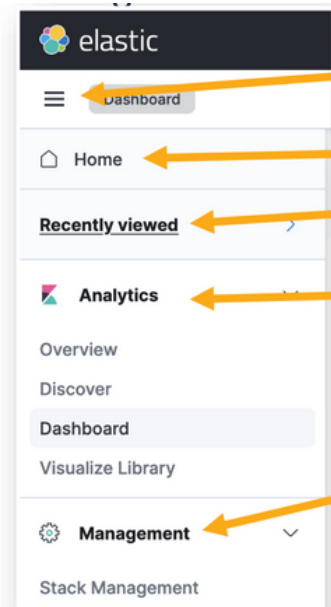 elastic
Dashboard
Home
Recently viewed
Analytics
Overview
Discover
Dashboard
Visualize Library
Management
Stack Management